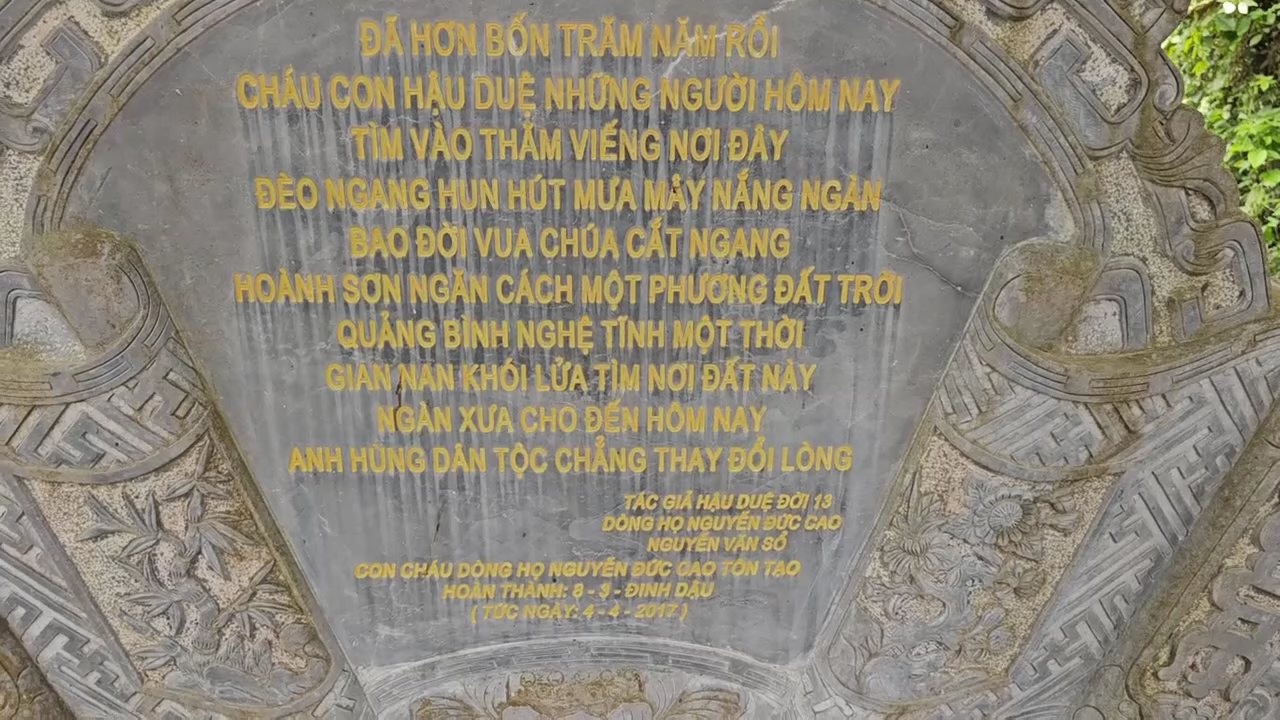 ĐÃ HƠN BỐN TRĂM NĂM RỒI
CHÁU CON HẬU DUỆ NHỮNG NGƯỜI HÔM NAY
TÌM VÀO THĂM VIẾNG NƠI ĐÂY
ĐÈO NGANG HUN HÚT MƯA MÂY NẮNG NGÀN
BAO ĐỜI VUA CHÚA CẮT NGANG
HOÀNH SƠN NGĂN CÁCH MỘT PHƯƠNG ĐẤT TRỜI
QUẢNG BÌNH NGHỆ TĨNH MỘT THỜI
GIAN NAN KHÓI LỬA TÌM NƠI ĐẤT NÀY
NGÀN XƯA CHO ĐẾN HÔM NAY
ANH HÙNG DÂN TỘC CHẲNG THAY ĐỔI LÒNG
TÁC GIẢ HẬU DUỆ ĐỜI 13
DÒNG HỌ NGUYỄN ĐỨC CAO
NGUYỄN VĂN SỔ
CON CHÁU DÒNG HỌ NGUYỄN ĐỨC CAO TÔN TẠO
HOÀN THÀNH: 8 - 3 - ĐINH DẬU
( TỨC NGÀY: 4 - 4 - 2017 )